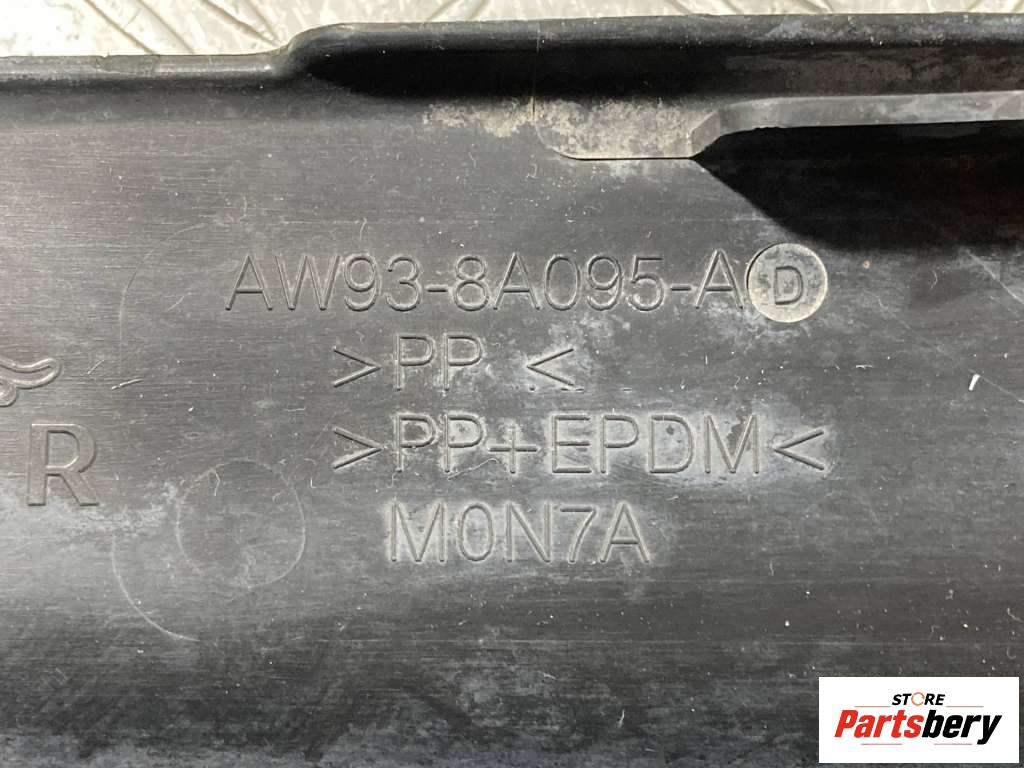 AW93-8A095-AD
>PP <
>PP+EPDM<
R
M0N7A
STORE
Partsbery